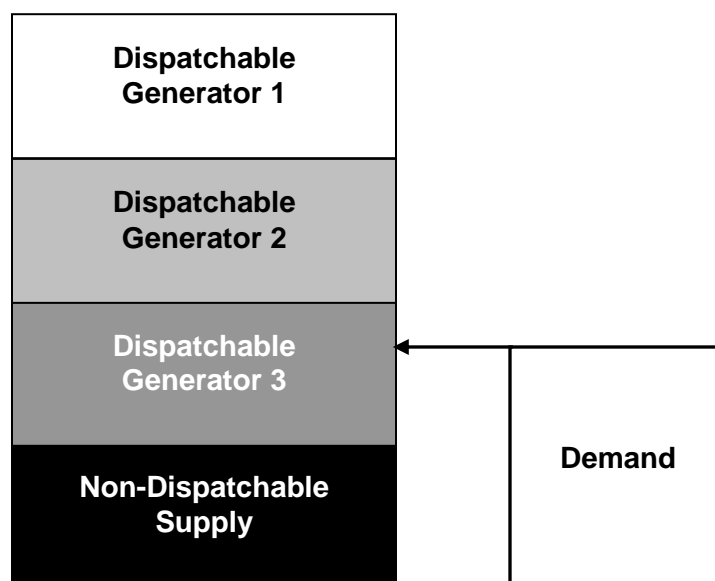 Dispatchable
Generator 1
Dispatchable
Generator 2
Dispatchable
Generator 3
Demand
Non-Dispatchable
Supply